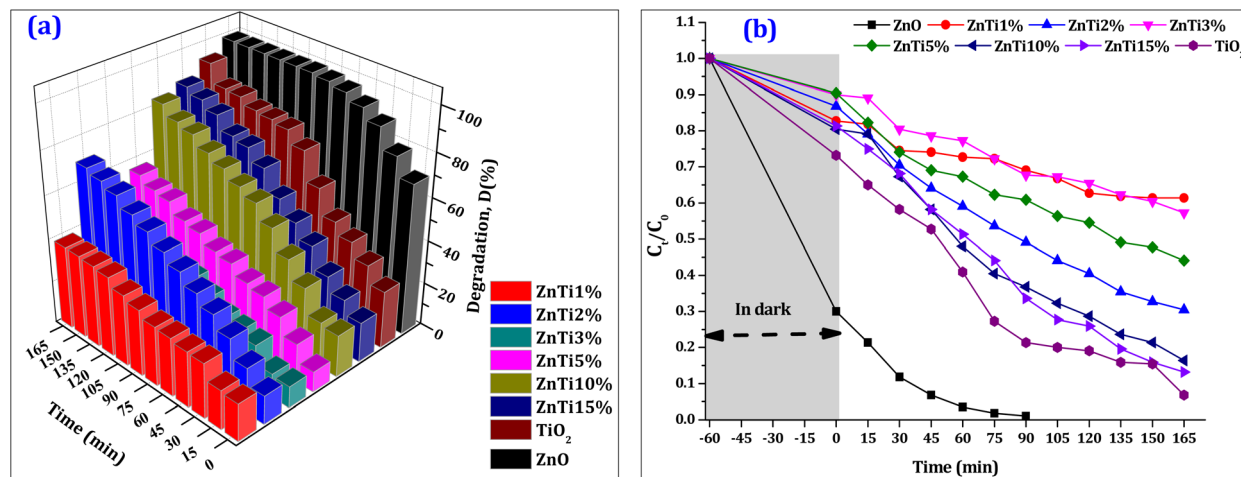 (a)
100
80
60
40
20
0
Degradation, D(%)
165
150
135
120
105
90
75
60
45
30
15
0
Time (min)
ZnTi1%
ZnTi2%
ZnTi3%
ZnTi5%
ZnTi10%
ZnTi15%
TiO2
ZnO
(b)
ZnO ZnTi1% ZnTi2% ZnTi3%
ZnTi5% ZnTi10% ZnTi15% TiO2
1.1
1.0
0.9
0.8
0.7
0.6
0.5
0.4
0.3
0.2
0.1
0.0
Ct/C0
In dark
-60 -45 -30 -15 0 15 30 45 60 75 90 105 120 135 150 165
Time (min)